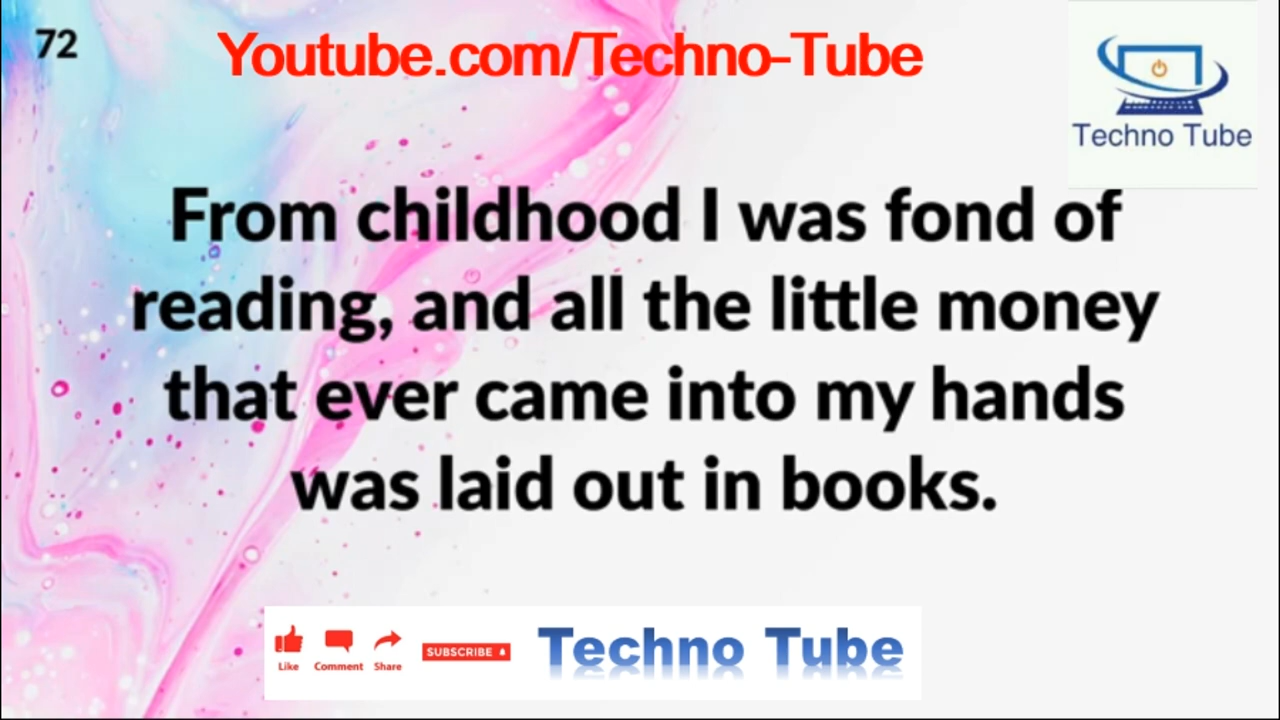 72
Youtube.com/Techno-Tube
Techno Tube
From childhood I was fond of
reading, and all the little money
that ever came into my hands
was laid out in books.
Like Comment Share
SUBSCRIBE
Techno Tube